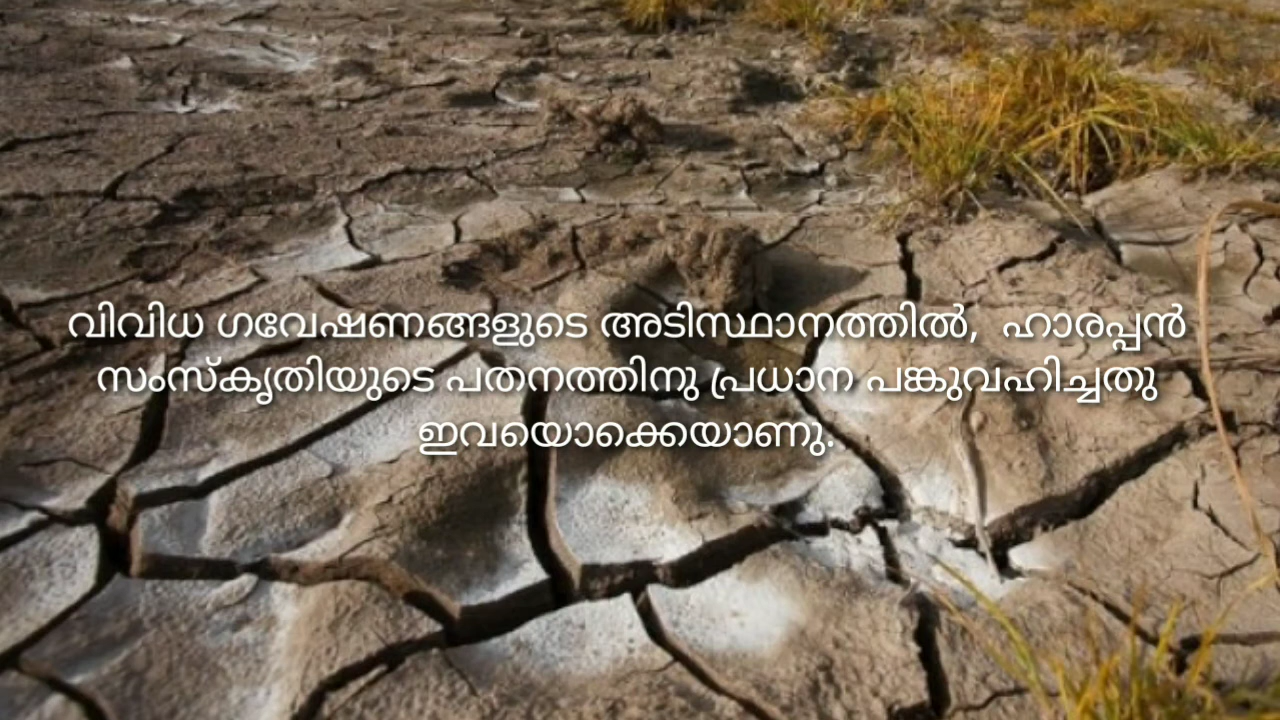 വിവിധ ഗവേഷണങ്ങളുടെ അടിസ്ഥാനത്തിൽ, ഹാരപ്പൻ
സംസ്കൃതിയുടെ പതനത്തിനു പ്രധാന പങ്കുവഹിച്ചതു
ഇവയൊക്കെയാണു.